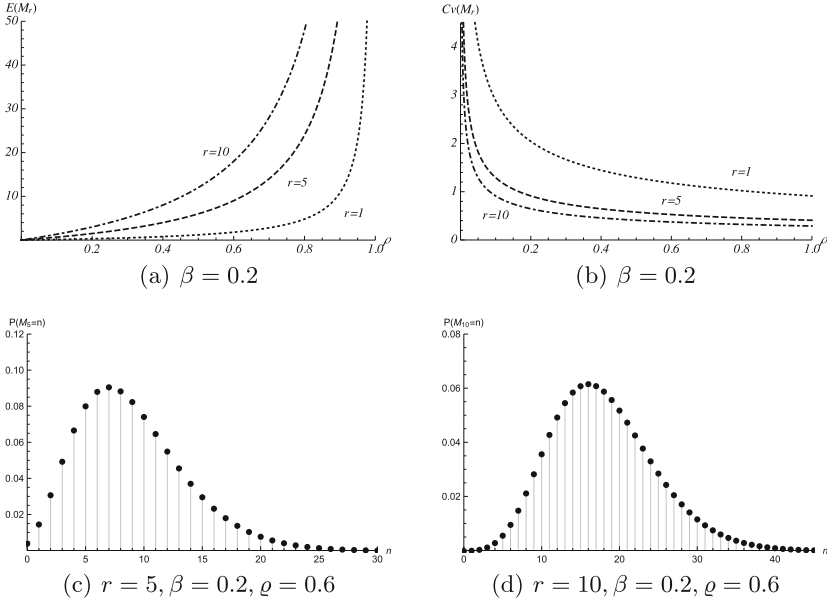 E(M_r)
50
40
30
20
10
r=10
r=5
r=1
0.2 0.4 0.6 0.8 1.0 ρ
(a) β = 0.2
Cv(M_r)
4
3
2
1
0
r=1
r=5
r=10
0.2 0.4 0.6 0.8 1.0 ρ
(b) β = 0.2
P(M_5=n)
0.12
0.10
0.08
0.06
0.04
0.02
0 5 10 15 20 25 30 n
(c) r = 5, β = 0.2, ϱ = 0.6
P(M_10=n)
0.08
0.06
0.04
0.02
0 10 20 30 40 n
(d) r = 10, β = 0.2, ϱ = 0.6